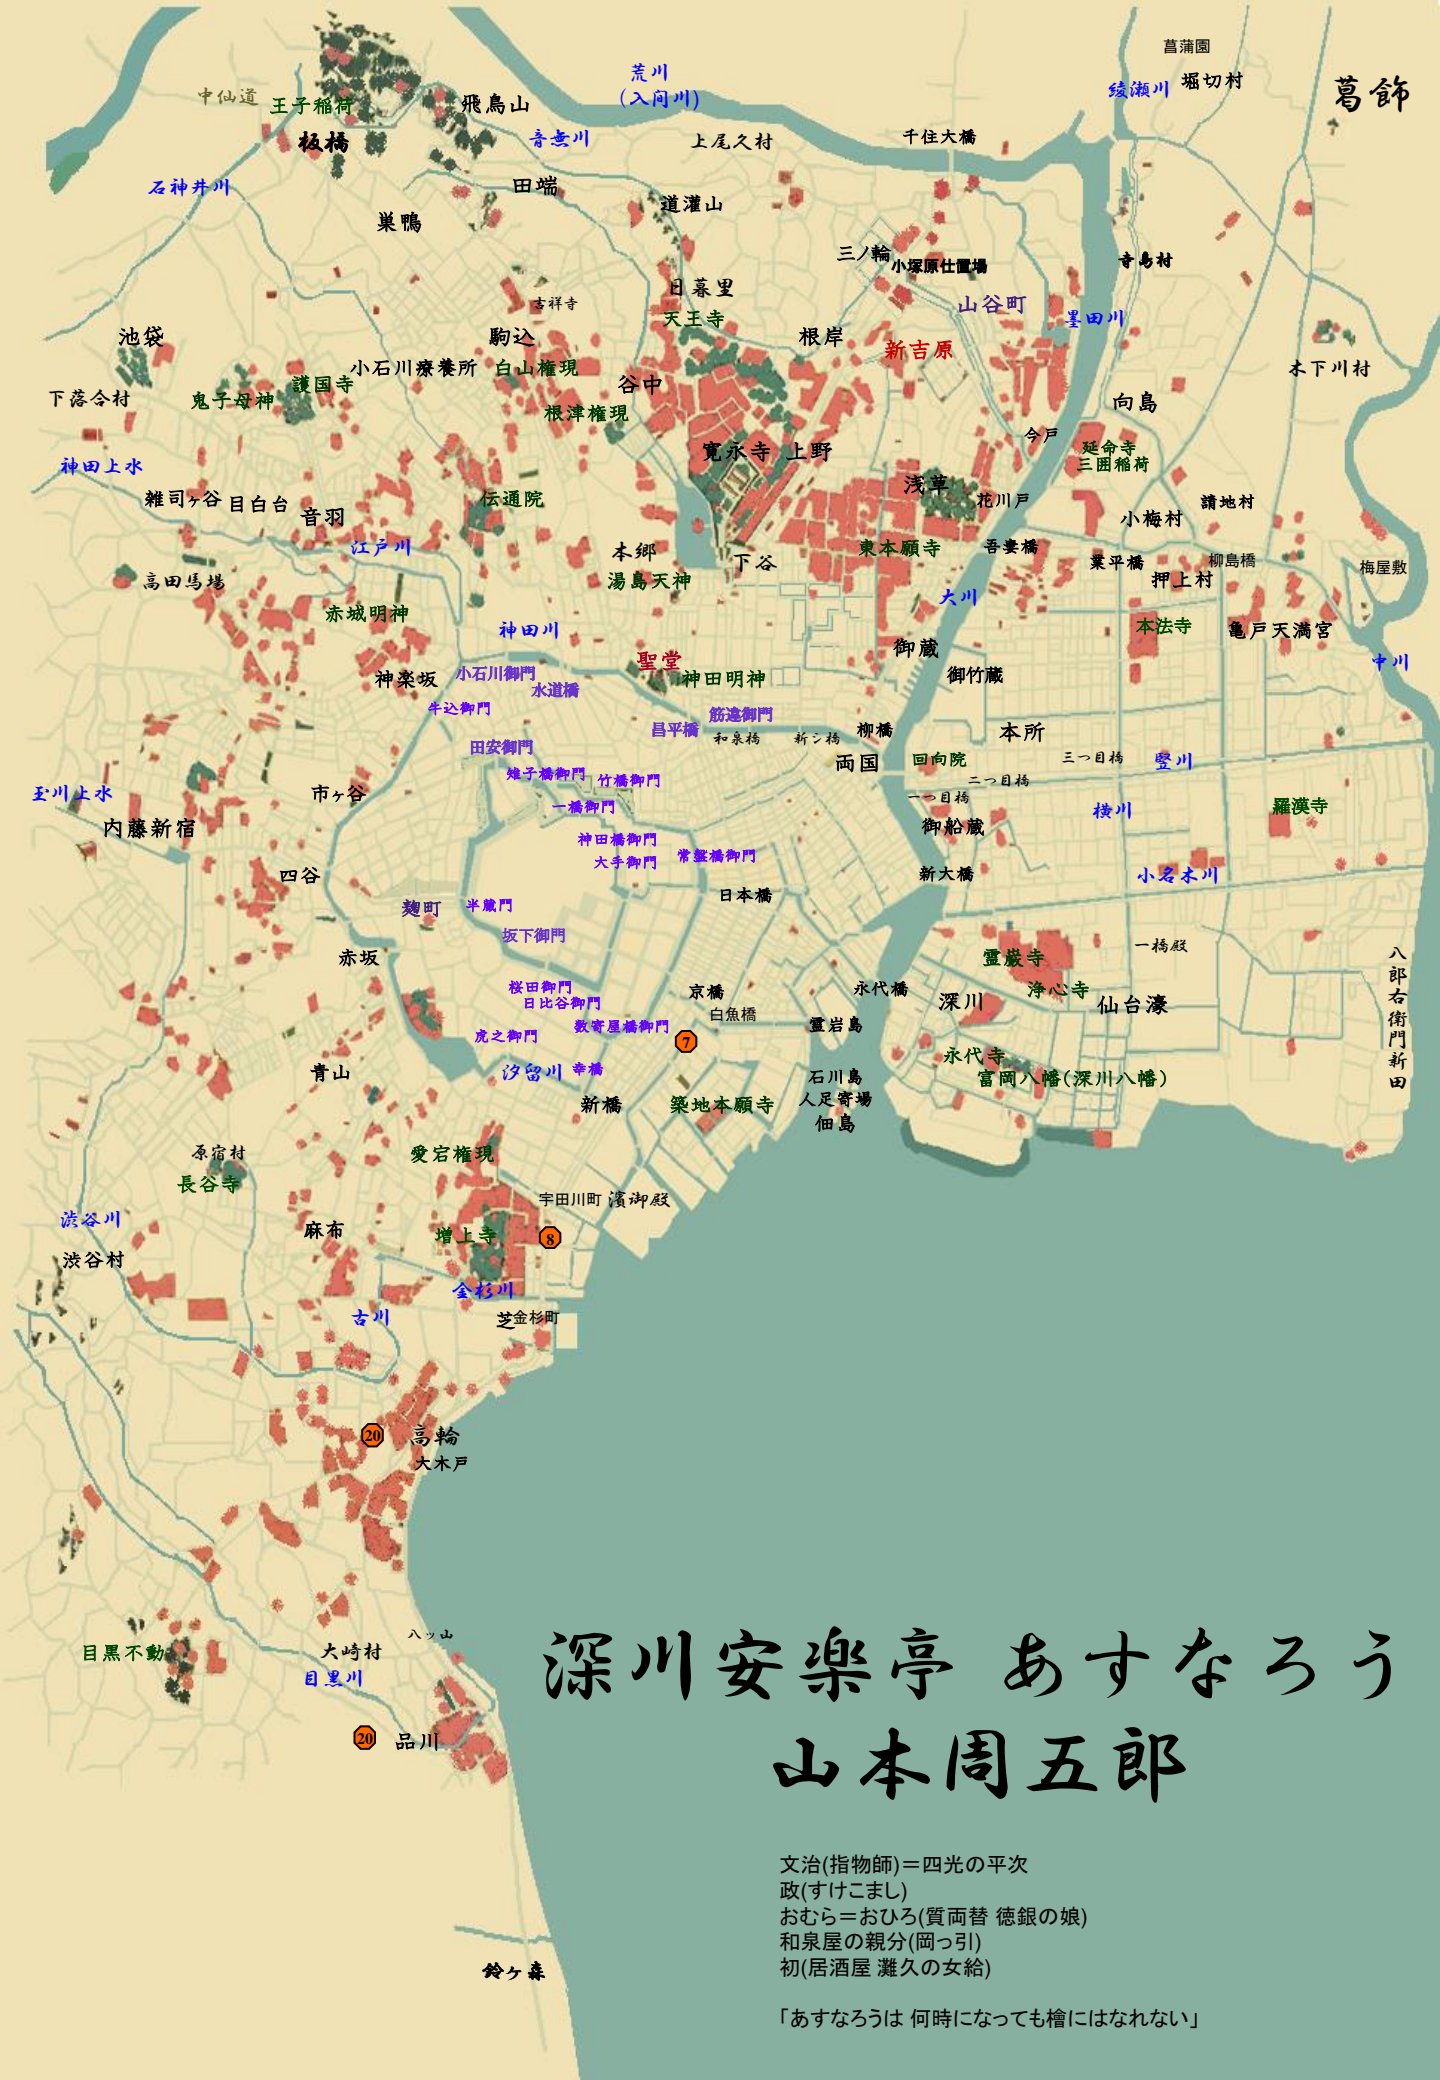 菖蒲園
荒川
(入间川)
綾瀬川
堀切村
葛飾
中仙道
王子稲荷
飛鳥山
板橋
音無川
上尾久村
千住大橋
石神井川
田端
道灌山
巣鴨
三ノ輪
小塚原仕置場
寺島村
日暮里
吉祥寺
山谷町
天王寺
墨田川
池袋
駒込
根岸
新吉原
小石川療養所
白山権現
木下川村
護国寺
谷中
下落合村
鬼子母神
根津権現
向島
今戸
寛永寺
上野
延命寺
三囲稲荷
神田上水
浅草
雑司ヶ谷
目白台
伝通院
花川戸
請地村
音羽
小梅村
江戸川
本郷
下谷
東本願寺
吾妻橋
業平橋
柳島橋
梅屋敷
高田馬場
湯島天神
押上村
大川
赤城明神
神田川
本法寺
亀戸天満宮
御蔵
聖堂
中川
神楽坂
小石川御門
水道橋
神田明神
御竹蔵
牛込御門
筋違御門
昌平橋
和泉橋
新シ橋
柳橋
本所
田安御門
両国
回向院
三つ目橋
竪川
雉子橋御門
竹橋御門
二つ目橋
玉川上水
市ヶ谷
一橋御門
一つ目橋
羅漢寺
横川
内藤新宿
神田橋御門
御船蔵
大手御門
常盤橋御門
四谷
新大橋
小名木川
日本橋
麹町
半蔵門
坂下御門
一橋殿
赤坂
霊巌寺
八郎右衛門新田
桜田御門
京橋
永代橋
浄心寺
日比谷御門
白魚橋
深川
仙台濠
数寄屋橋御門
霊岩島
虎之御門
7
永代寺
青山
汐留川
幸橋
石川島
富岡八幡(深川八幡)
人足寄場
新橋
築地本願寺
佃島
原宿村
愛宕権現
長谷寺
宇田川町
濱御殿
渋谷川
麻布
増上寺
8
渋谷村
金杉川
古川
芝
金杉町
20
高輪
大木戸
八ッ山
目黒不動
大崎村
目黒川
20
品川
深川安楽亭 あすなろう
山本周五郎
文治(指物師)＝四光の平次
政(すけこまし)
おむら＝おひろ(質両替 徳銀の娘)
和泉屋の親分(岡っ引)
初(居酒屋 灘久の女給)
鈴ヶ森
「あすなろうは 何時になっても檜にはなれない」